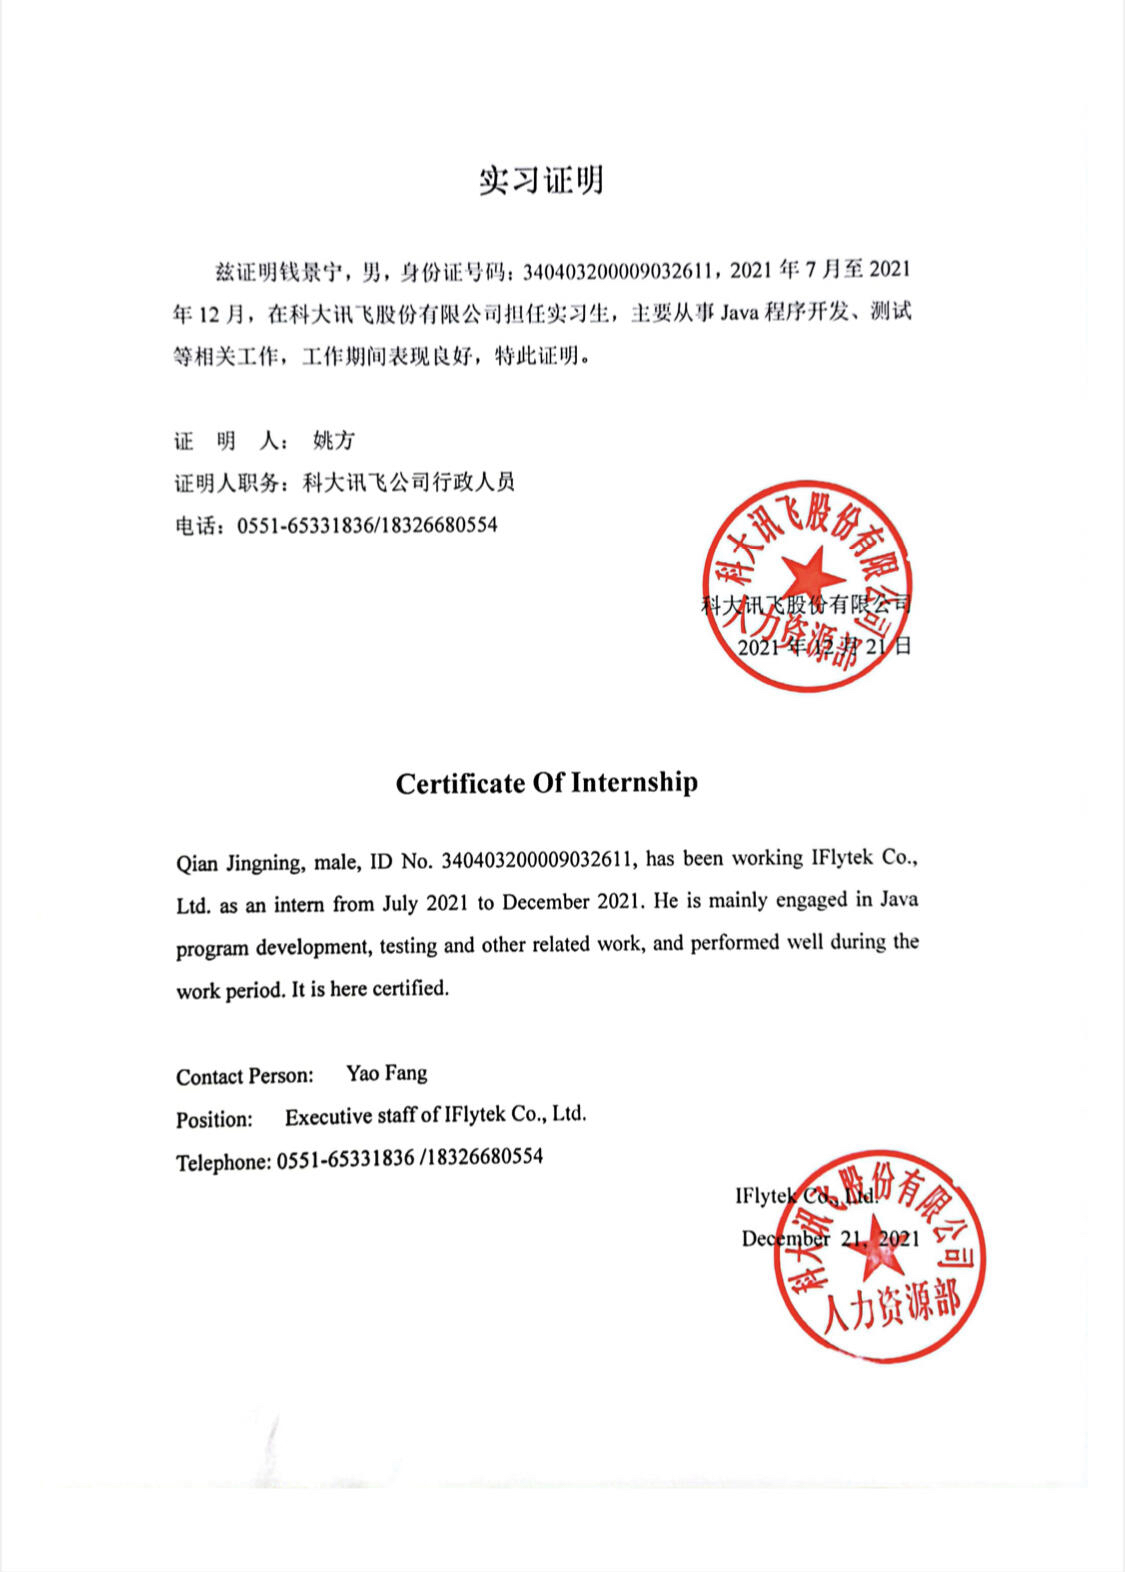 实习证明
兹证明钱景宁，男，身份证号码：340403200009032611，2021 年 7 月至 2021
年 12 月，在科大讯飞股份有限公司担任实习生，主要从事 Java 程序开发、测试
等相关工作，工作期间表现良好，特此证明。
证 明 人： 姚方
证明人职务：科大讯飞公司行政人员
电话：0551-65331836/18326680554
科大讯飞股份有限公司
人力资源部
科大讯飞股份有限公司
2021 年 12 月 21 日
Certificate Of Internship
Qian Jingning, male, ID No. 340403200009032611, has been working IFlytek Co.,
Ltd. as an intern from July 2021 to December 2021. He is mainly engaged in Java
program development, testing and other related work, and performed well during the
work period. It is here certified.
Contact Person: Yao Fang
Position: Executive staff of IFlytek Co., Ltd.
Telephone: 0551-65331836 /18326680554
IFlytek Co., Ltd.
December 21, 2021
科大讯飞股份有限公司
人力资源部